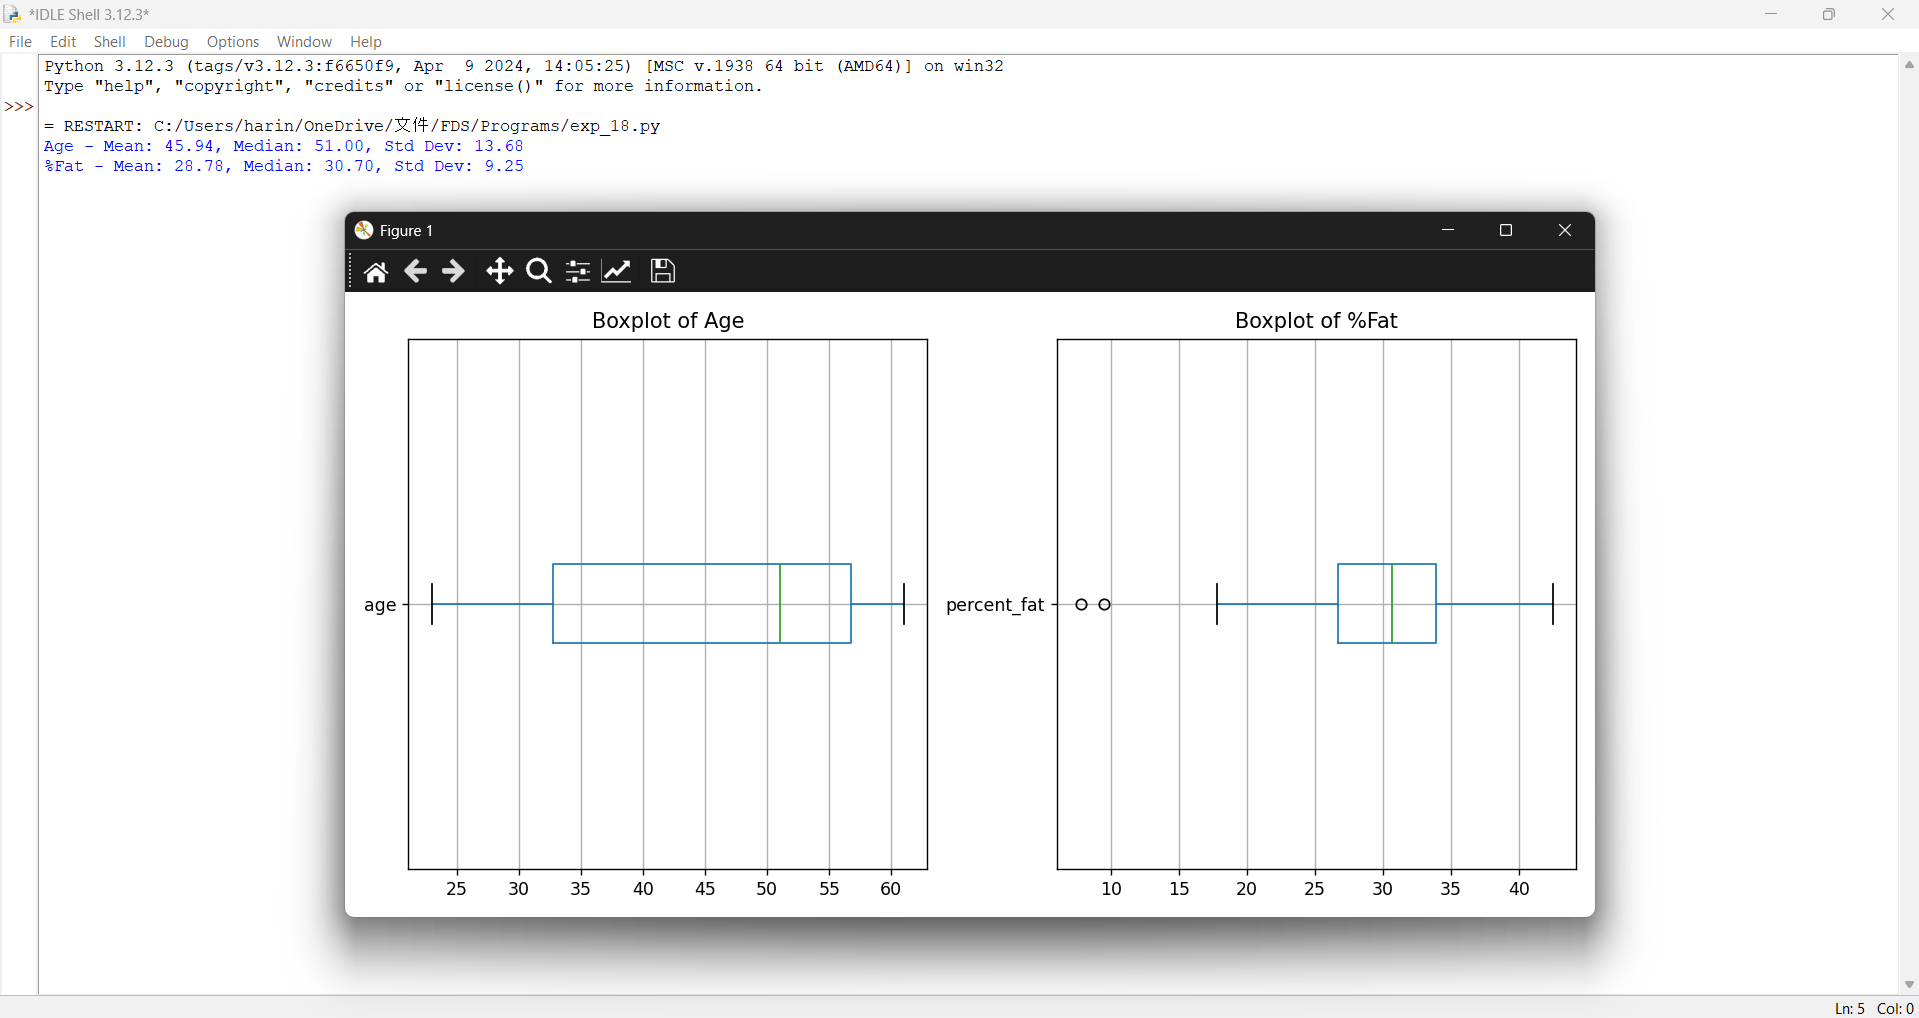 *IDLE Shell 3.12.3*
File Edit Shell Debug Options Window Help
Python 3.12.3 (tags/v3.12.3:f6650f9, Apr  9 2024, 14:05:25) [MSC v.1938 64 bit (AMD64)] on win32
Type "help", "copyright", "credits" or "license()" for more information.
>>>
= RESTART: C:/Users/harin/OneDrive/文件/FDS/Programs/exp_18.py
Age - Mean: 45.94, Median: 51.00, Std Dev: 13.68
%Fat - Mean: 28.78, Median: 30.70, Std Dev: 9.25
Figure 1
Boxplot of Age
age
25 30 35 40 45 50 55 60
Boxplot of %Fat
percent_fat
10 15 20 25 30 35 40
Ln: 5 Col: 0